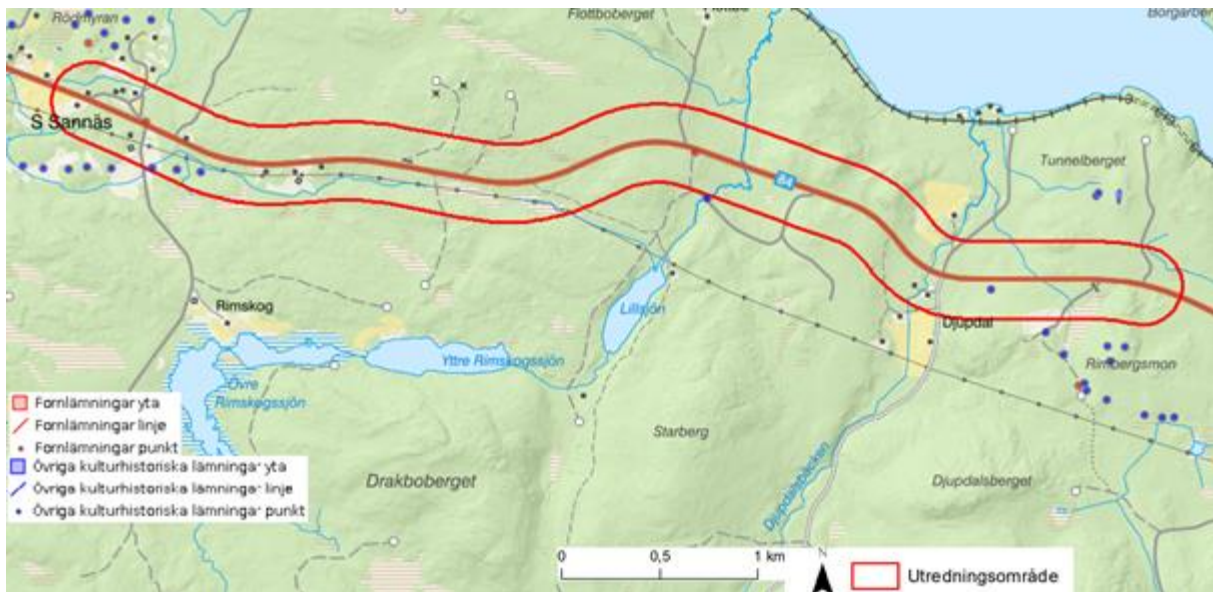 Rödmyran
Flottboberget
Borgarber
S Sannäs
Tunnelberget
Rimskog
Lillsjön
Djupdal
Yttre Rimskogssjön
Övre
Rimskogssjön
Rimbergsmon
Starberg
Drakboberget
Djupdalsbäcken
Djupdalsberget
Fornlämningar yta
Fornlämningar linje
Fornlämningar punkt
Övriga kulturhistoriska lämningar yta
Övriga kulturhistoriska lämningar linje
Övriga kulturhistoriska lämningar punkt
0 0,5 1 km
N
Utredningsområde